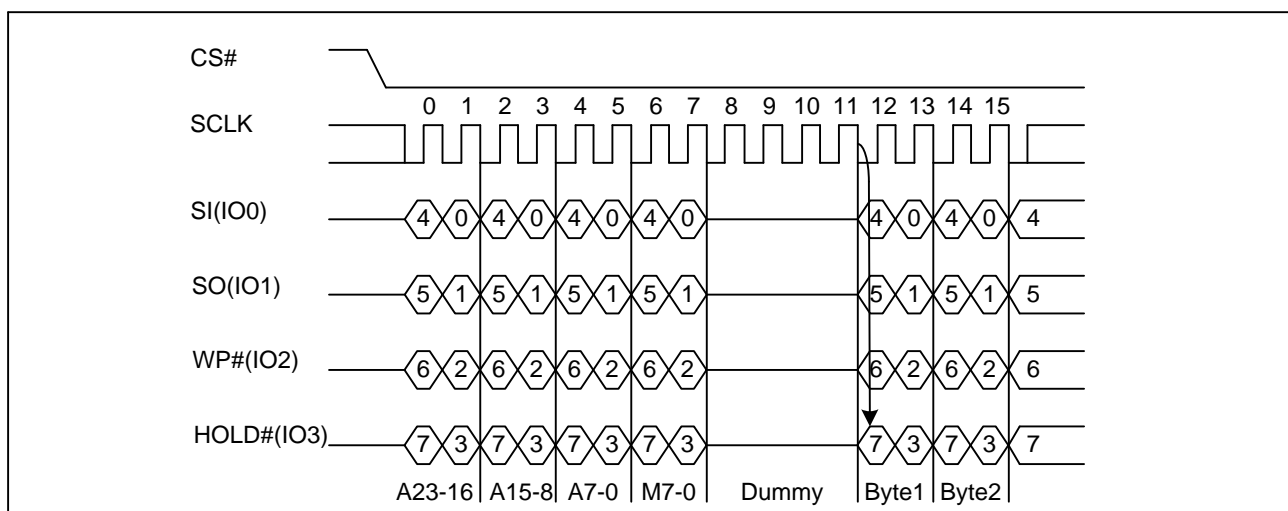 CS#
0 1 2 3 4 5 6 7 8 9 10 11 12 13 14 15
SCLK
SI(IO0) 4 0 4 0 4 0 4 0 4 0 4 0 4
SO(IO1) 5 1 5 1 5 1 5 1 5 1 5 1 5
WP#(IO2) 6 2 6 2 6 2 6 2 6 2 6 2 6
HOLD#(IO3) 7 3 7 3 7 3 7 3 7 3 7 3 7
A23-16 A15-8 A7-0 M7-0 Dummy Byte1 Byte2